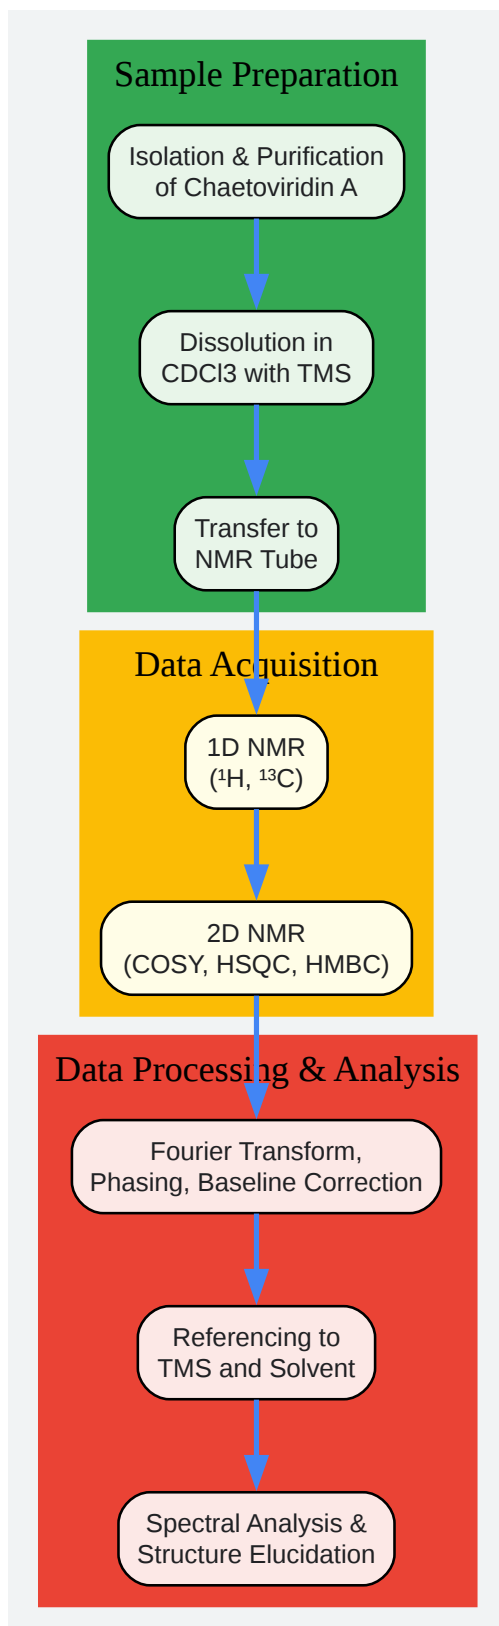 Sample Preparation
Isolation & Purification
of Chaetoviridin A
Dissolution in
CDCl3 with TMS
Transfer to
NMR Tube
Data Acquisition
1D NMR
(¹H, ¹³C)
2D NMR
(COSY, HSQC, HMBC)
Data Processing & Analysis
Fourier Transform,
Phasing, Baseline Correction
Referencing to
TMS and Solvent
Spectral Analysis &
Structure Elucidation